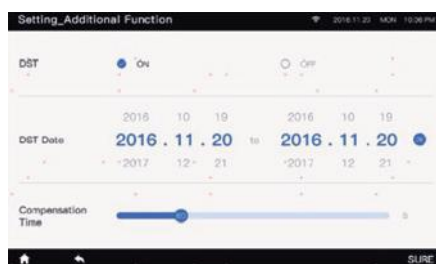 Setting_Additional Function 2016.11.23 MON 10:06 PM
DST ON OFF
2016 10 19 2016 10 19
DST Date 2016 . 11 . 20 to 2016 . 11 . 20
2017 12 21 2017 12 21
Compensation
Time
SURE